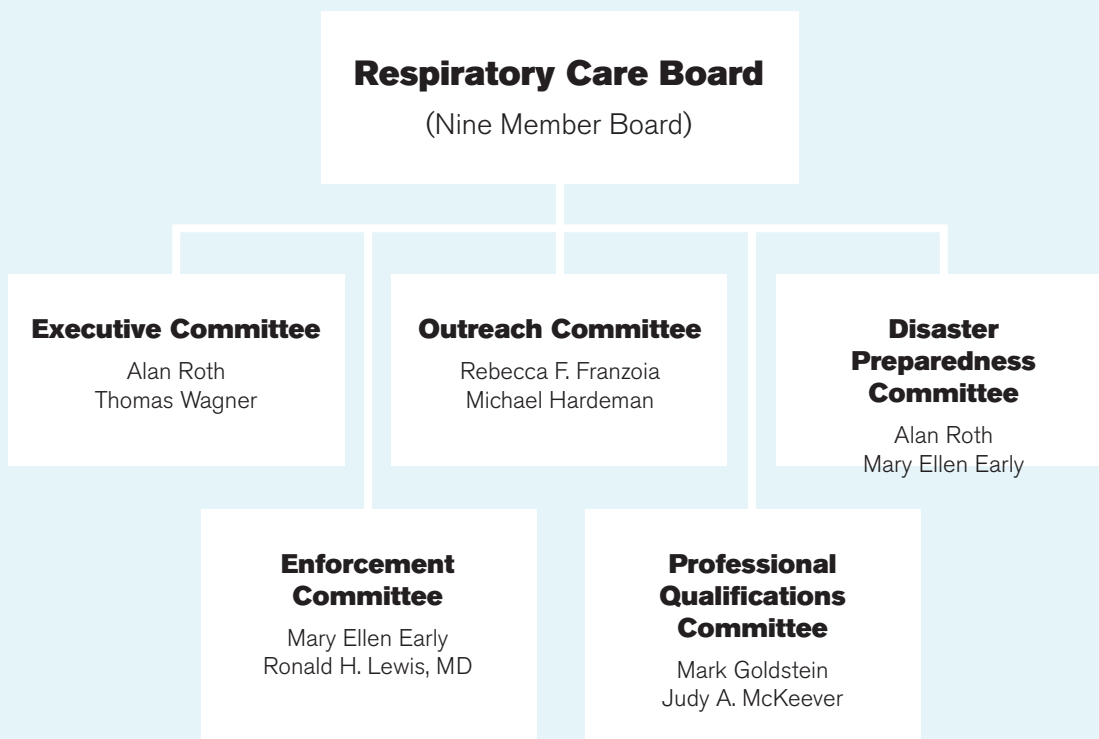 Respiratory Care Board
(Nine Member Board)
Executive Committee
Alan Roth
Thomas Wagner
Outreach Committee
Rebecca F. Franzoia
Michael Hardeman
Disaster
Preparedness
Committee
Alan Roth
Mary Ellen Early
Enforcement
Committee
Mary Ellen Early
Ronald H. Lewis, MD
Professional
Qualifications
Committee
Mark Goldstein
Judy A. McKeever